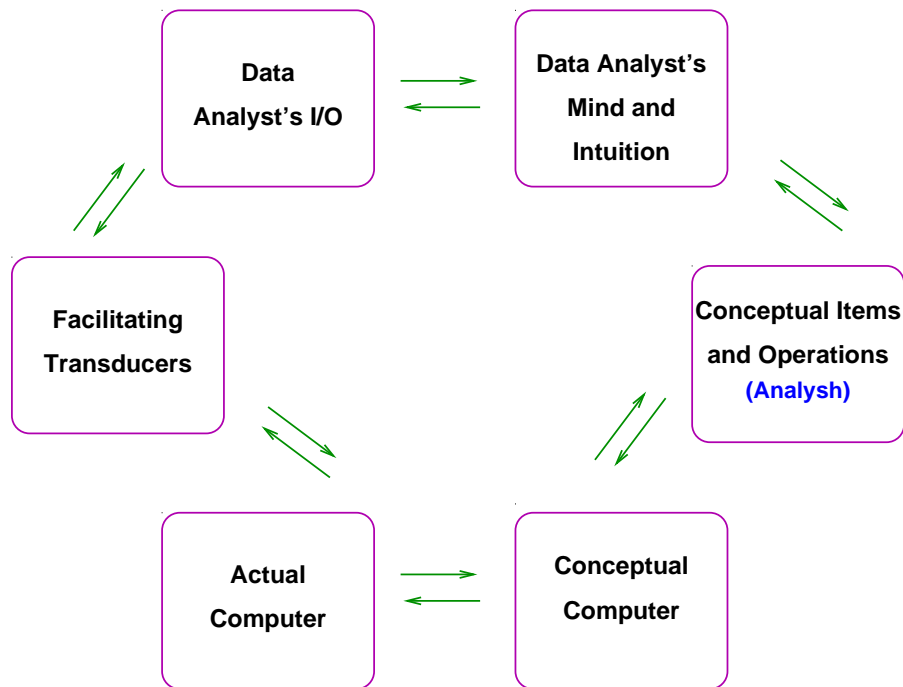 Data
Analyst's I/O
Data Analyst's
Mind and
Intuition
Facilitating
Transducers
Conceptual Items
and Operations
(Analysh)
Actual
Computer
Conceptual
Computer